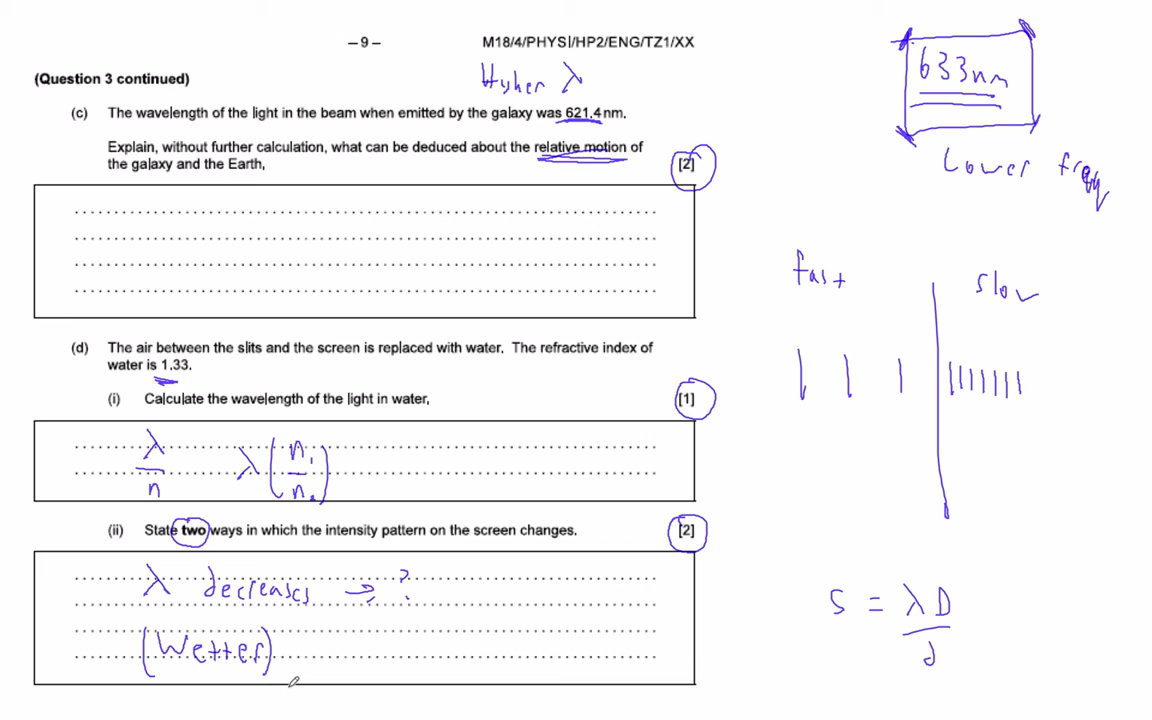 –9–
M18/4/PHYSI/HP2/ENG/TZ1/XX
633nm
Higher λ
(Question 3 continued)
(c) The wavelength of the light in the beam when emitted by the galaxy was 621.4 nm.
Lower freq
Explain, without further calculation, what can be deduced about the relative motion of
the galaxy and the Earth,
[2]
fast
slow
(d) The air between the slits and the screen is replaced with water. The refractive index of
water is 1.33.
(i) Calculate the wavelength of the light in water,
[1]
λ/n λ(n₁/n₂)
(ii) State two ways in which the intensity pattern on the screen changes.
[2]
λ decreases → ?
S = λD/d
(Wetter)